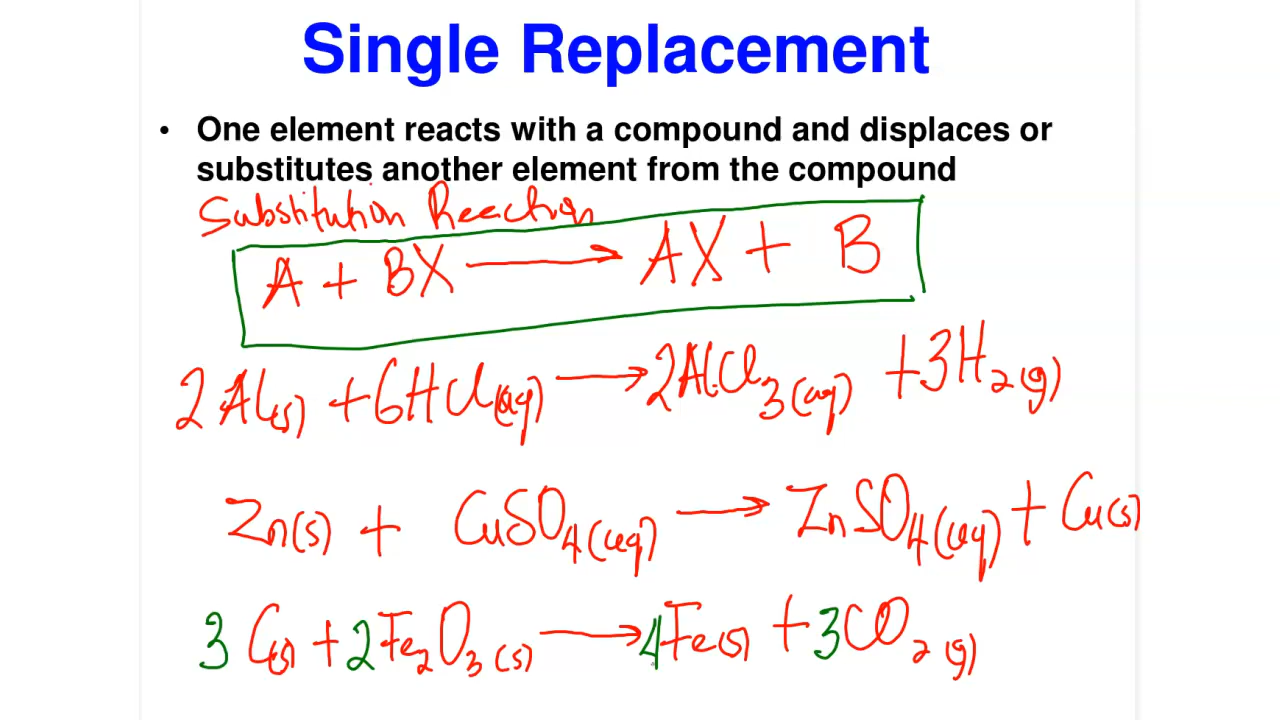 Single Replacement
• One element reacts with a compound and displaces or
substitutes another element from the compound
Substitution Reaction
A + BX ⟶ AX + B
2Al(s) + 6HCl(aq) ⟶ 2AlCl₃(aq) + 3H₂(g)
Zn(s) + CuSO₄(aq) ⟶ ZnSO₄(aq) + Cu(s)
3 C(s) + 2Fe₂O₃(s) ⟶ 4Fe(s) + 3CO₂(g)